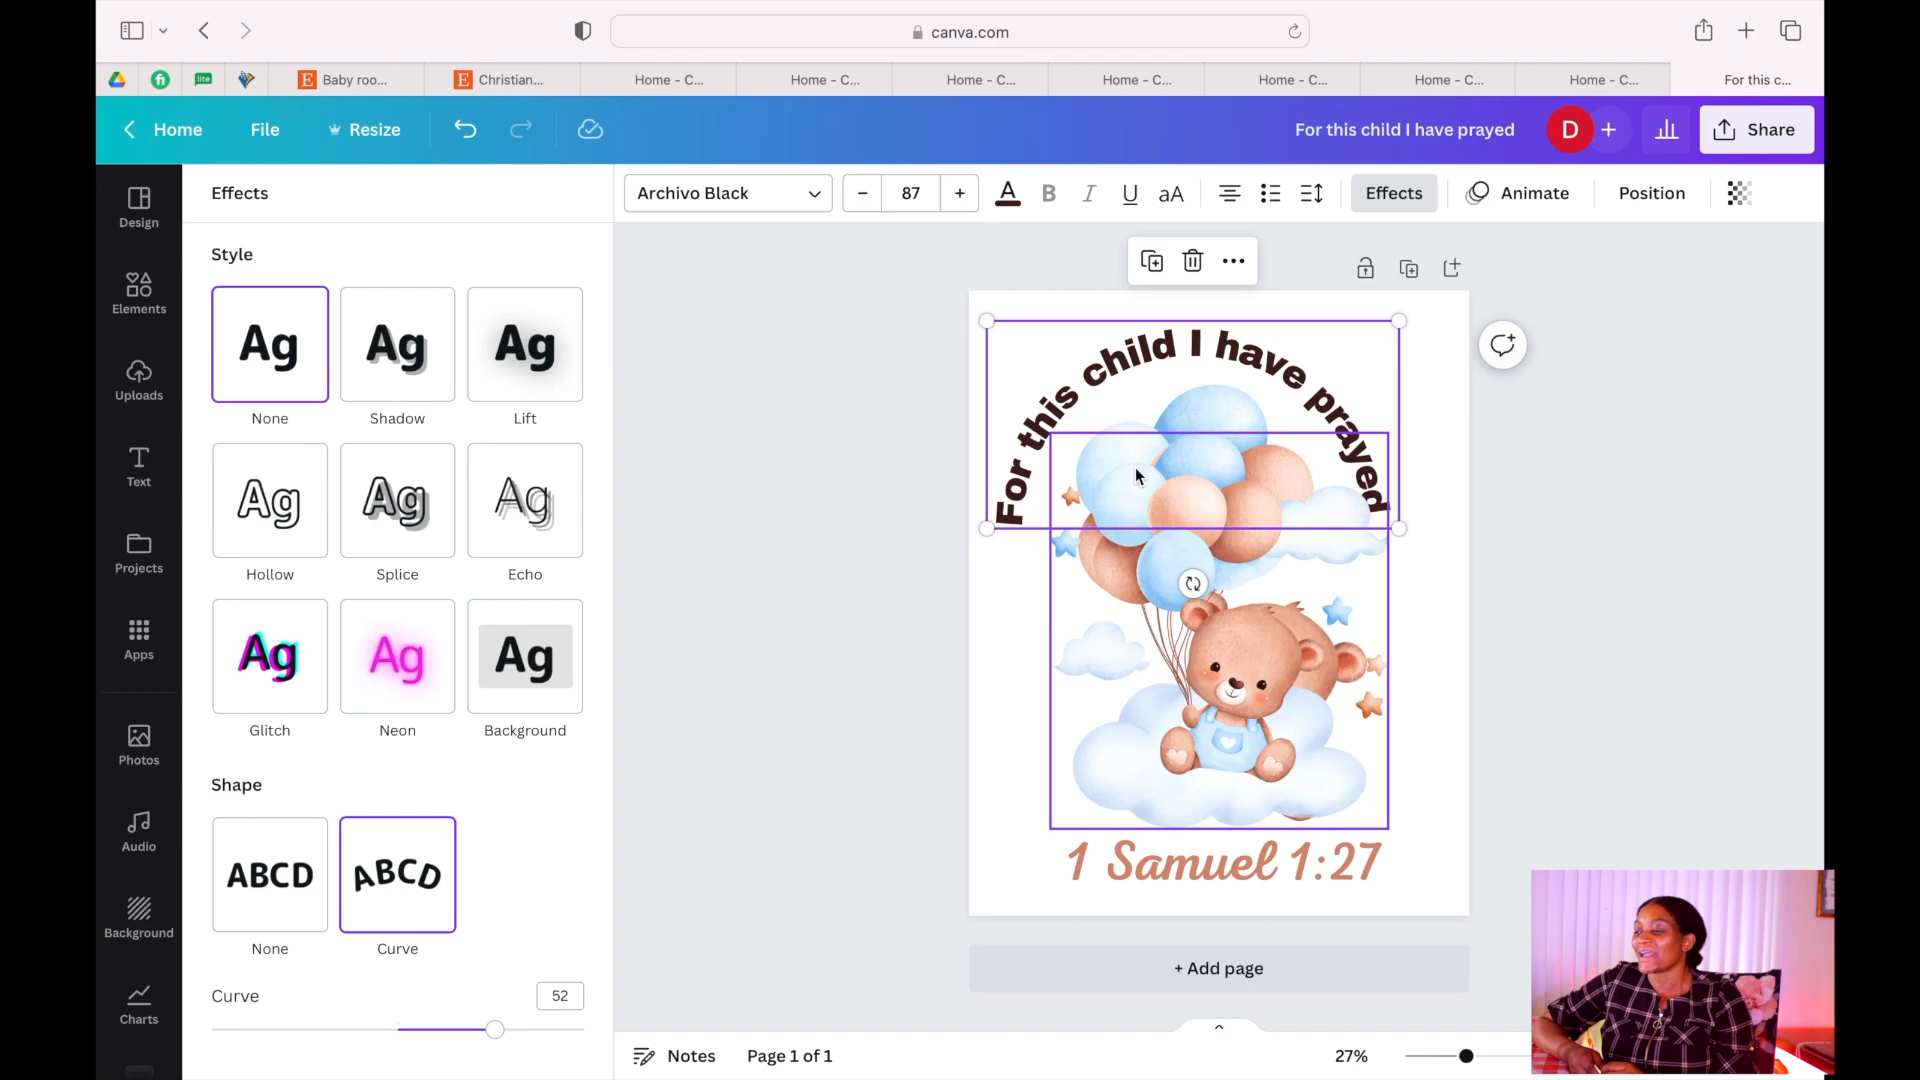 canva.com
fi
lite
Baby roo...
Christian...
Home – C...
Home – C...
Home – C...
Home – C...
Home – C...
Home – C...
Home – C...
For this c...
Home
File
Resize
For this child I have prayed
D
Share
Design
Elements
Uploads
Text
Projects
Apps
Photos
Audio
Background
Charts
Effects
Style
Ag
Ag
Ag
None
Shadow
Lift
Ag
Ag
Ag
Hollow
Splice
Echo
Ag
Ag
Ag
Glitch
Neon
Background
Shape
ABCD
ABCD
None
Curve
Curve
52
Archivo Black
– 87 +
A
B
I
U
aA
Effects
Animate
Position
For this child I have prayed
1 Samuel 1:27
+ Add page
Notes
Page 1 of 1
27%